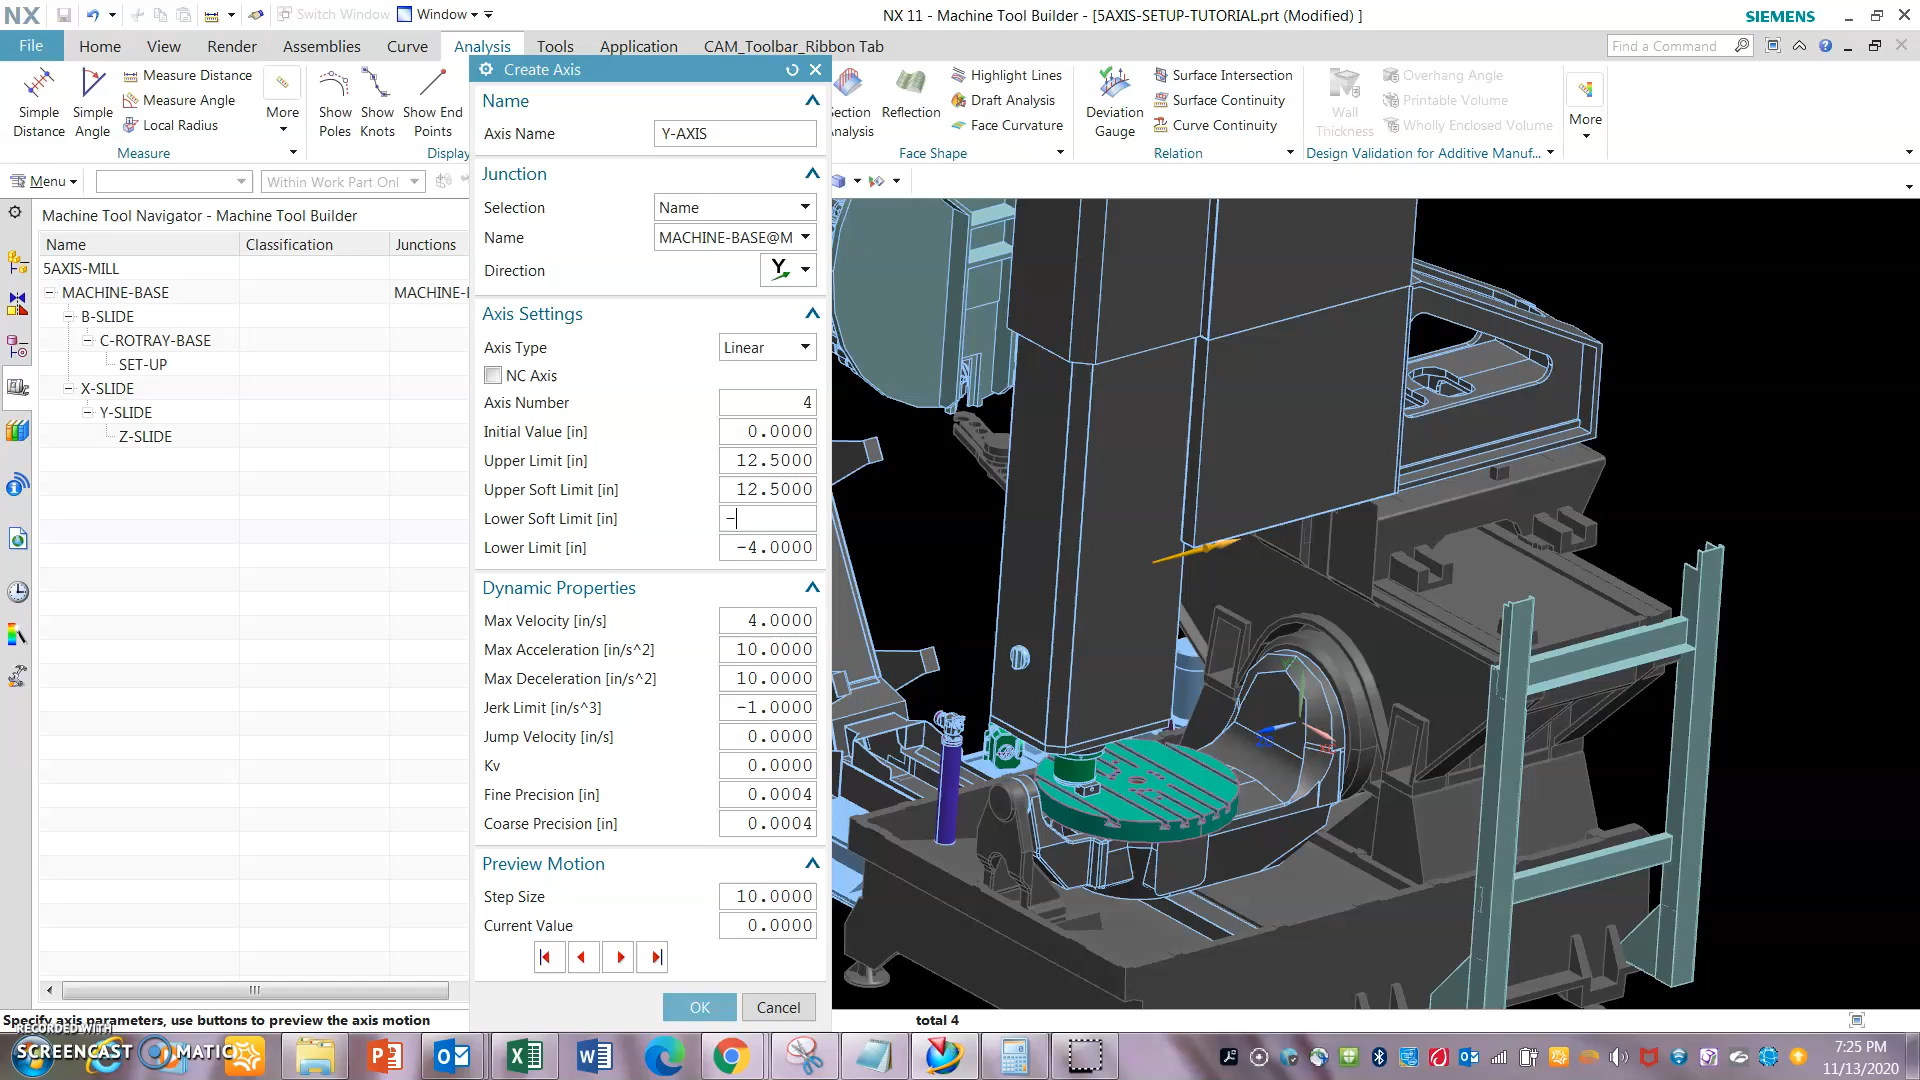 NX
Switch Window
Window
NX 11 - Machine Tool Builder - [5AXIS-SETUP-TUTORIAL.prt (Modified) ]
SIEMENS
File
Home
View
Render
Assemblies
Curve
Analysis
Tools
Application
CAM_Toolbar_Ribbon Tab
Find a Command
Simple Distance
Simple Angle
Measure Distance
Measure Angle
Local Radius
More
Measure
Show Poles
Show Knots
Show End Points
Display
Reflection
Highlight Lines
Draft Analysis
Face Curvature
Face Shape
Deviation Gauge
Surface Intersection
Surface Continuity
Curve Continuity
Relation
Wall Thickness
Overhang Angle
Printable Volume
Wholly Enclosed Volume
Design Validation for Additive Manuf...
More
Menu
Within Work Part Onl
Machine Tool Navigator - Machine Tool Builder
Name Classification Junctions
5AXIS-MILL
MACHINE-BASE
B-SLIDE
C-ROTRAY-BASE
SET-UP
X-SLIDE
Y-SLIDE
Z-SLIDE
Create Axis
Name
Axis Name Y-AXIS
Junction
Selection Name
Name MACHINE-BASE@M
Direction Y
Axis Settings
Axis Type Linear
NC Axis
Axis Number 4
Initial Value [in] 0.0000
Upper Limit [in] 12.5000
Upper Soft Limit [in] 12.5000
Lower Soft Limit [in] -
Lower Limit [in] -4.0000
Dynamic Properties
Max Velocity [in/s] 4.0000
Max Acceleration [in/s^2] 10.0000
Max Deceleration [in/s^2] 10.0000
Jerk Limit [in/s^3] -1.0000
Jump Velocity [in/s] 0.0000
Kv 0.0000
Fine Precision [in] 0.0004
Coarse Precision [in] 0.0004
Preview Motion
Step Size 10.0000
Current Value 0.0000
OK
Cancel
Specify axis parameters, use buttons to preview the axis motion
total 4
RECORDED WITH
SCREENCAST MATIC
7:25 PM
11/13/2020